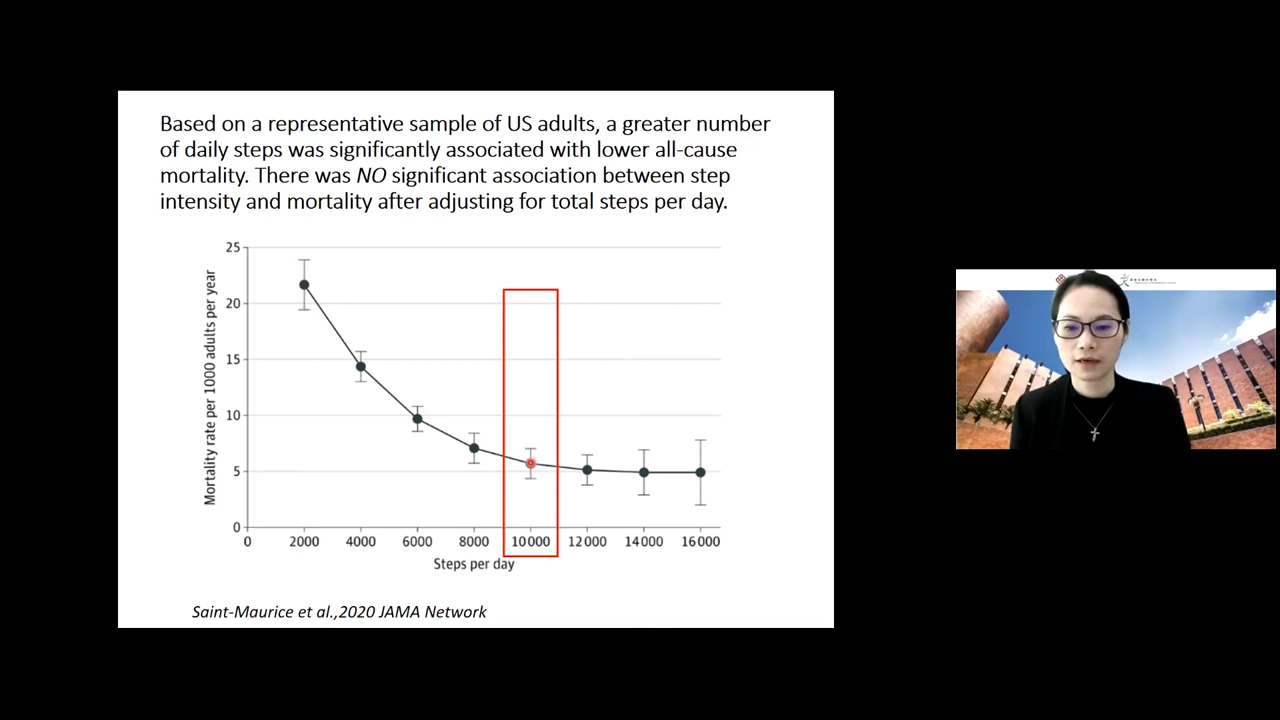 Based on a representative sample of US adults, a greater number
of daily steps was significantly associated with lower all-cause
mortality. There was NO significant association between step
intensity and mortality after adjusting for total steps per day.
Mortality rate per 1000 adults per year
25
20
15
10
5
0
0 2000 4000 6000 8000 10000 12000 14000 16000
Steps per day
Saint-Maurice et al.,2020 JAMA Network